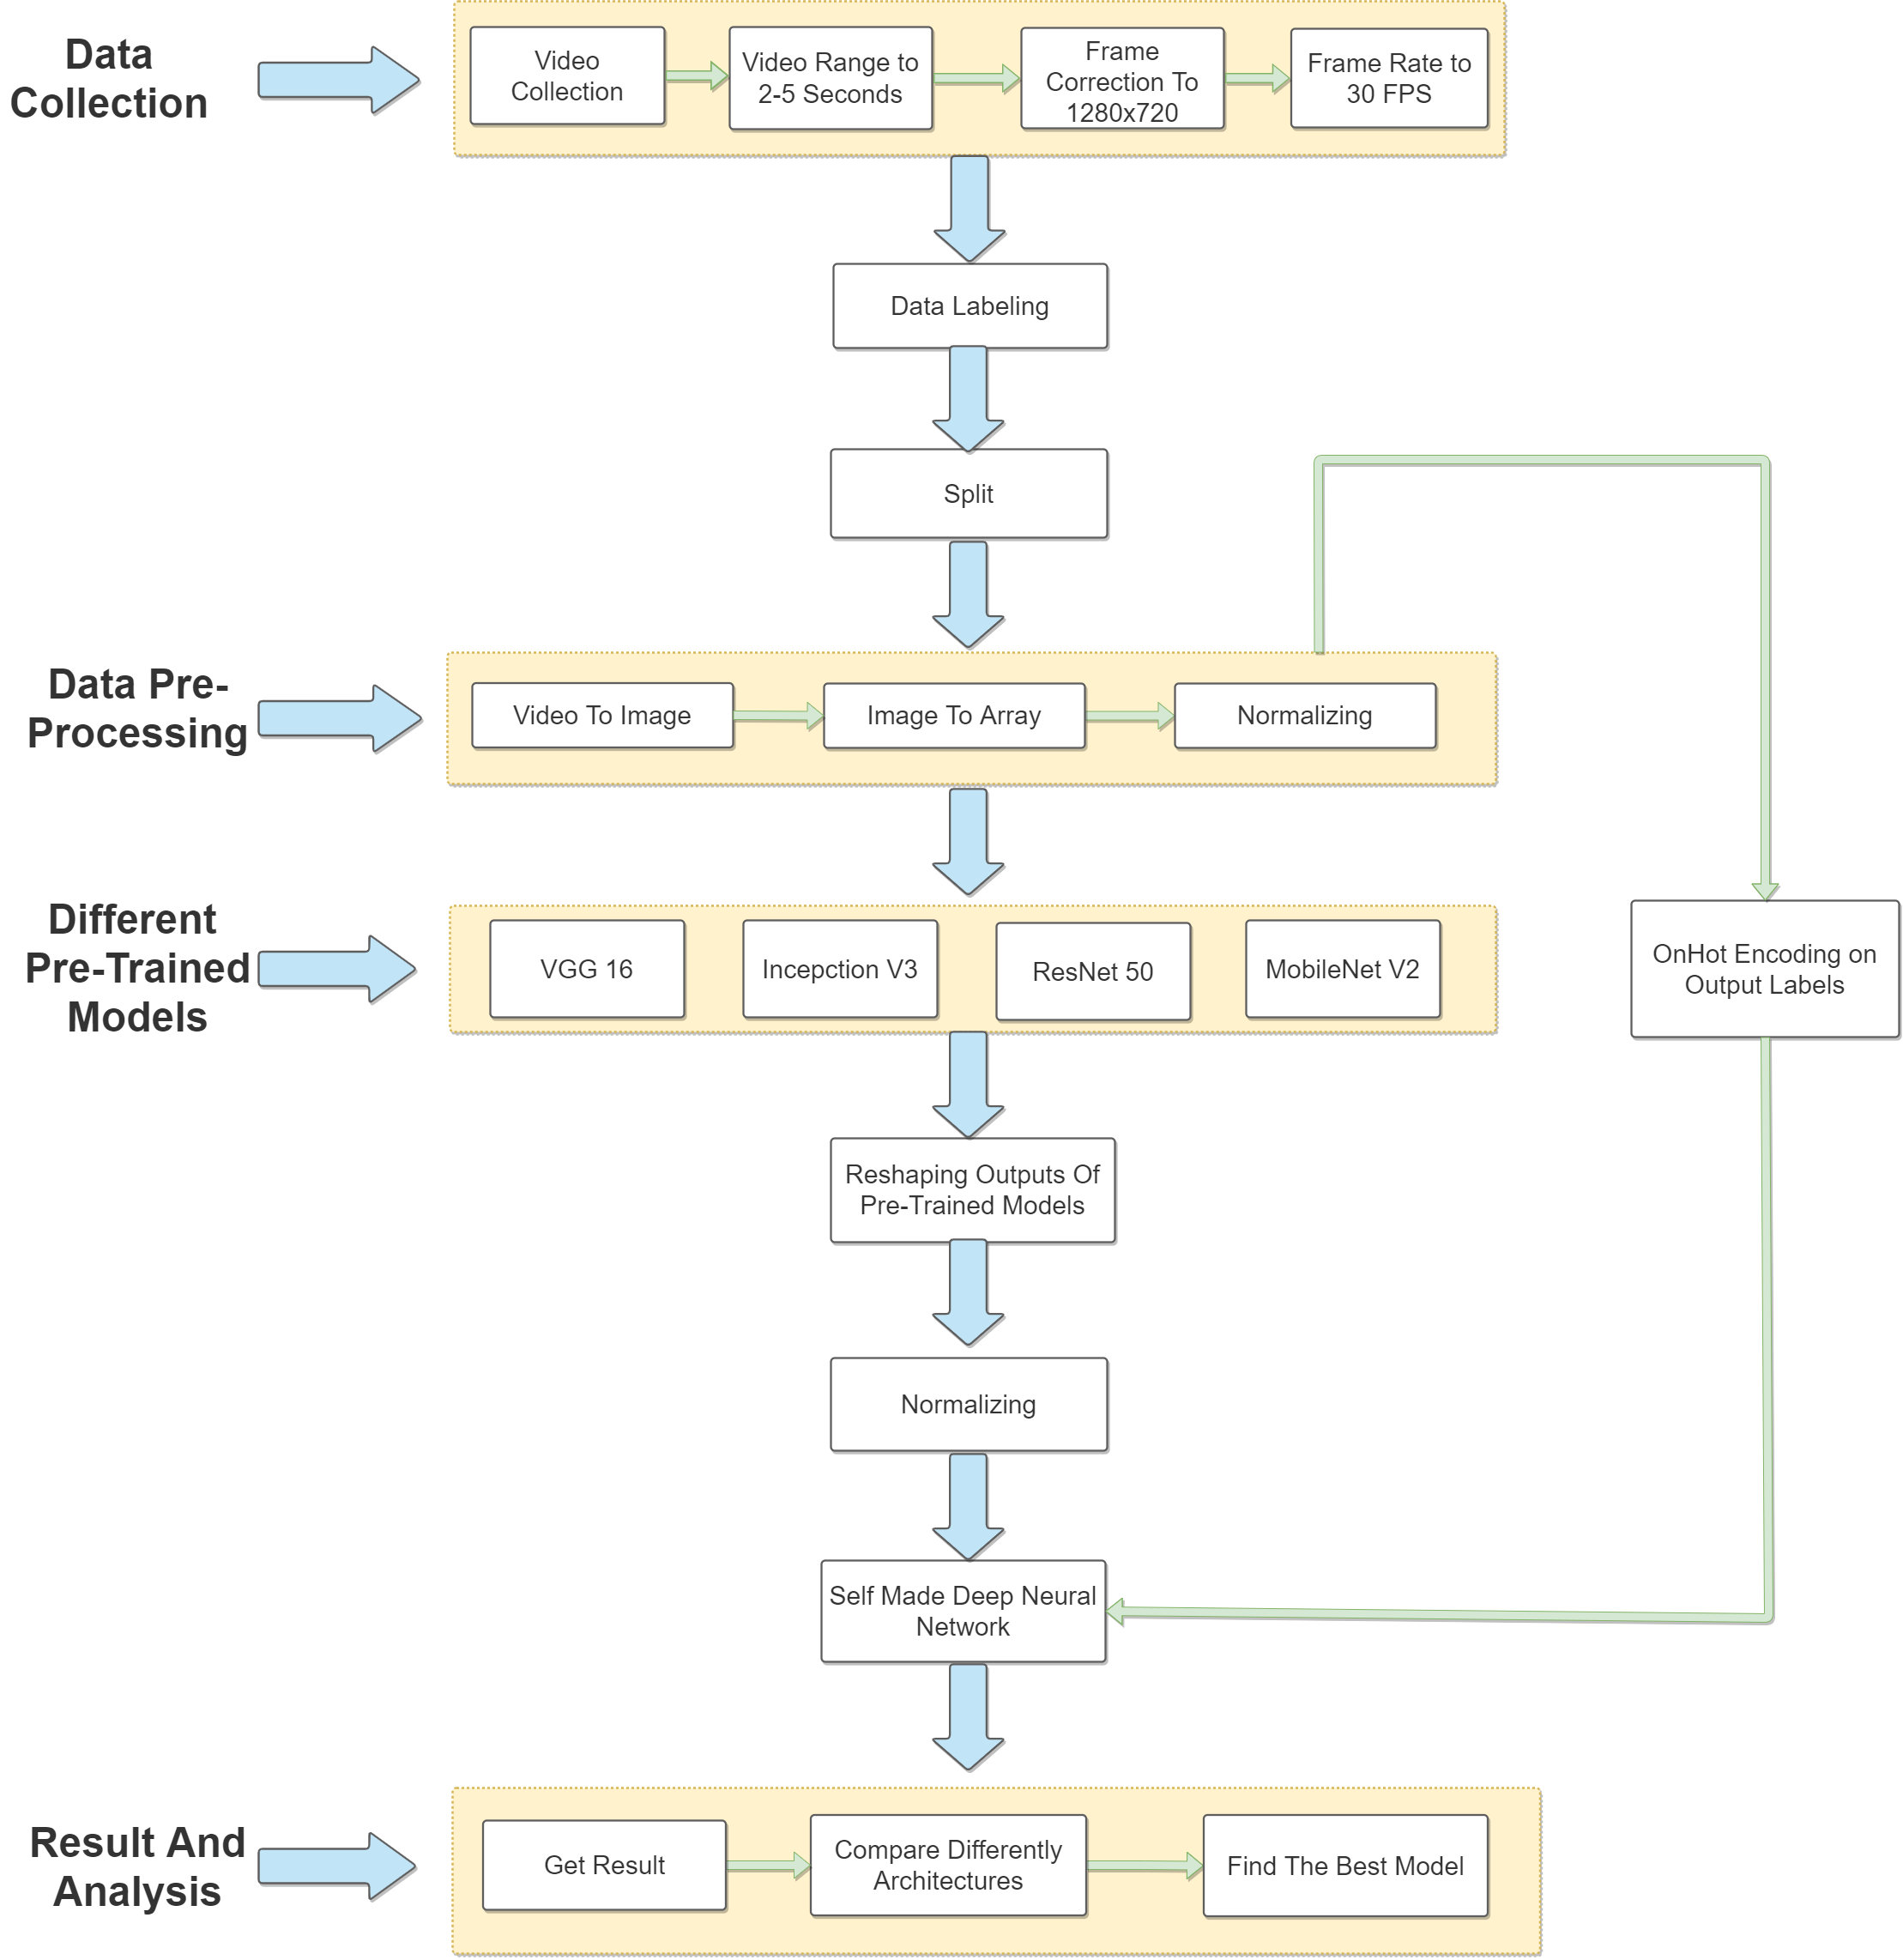 Data
Collection
Video
Collection
Video Range to
2-5 Seconds
Frame
Correction To
1280x720
Frame Rate to
30 FPS
Data Labeling
Split
Data Pre-
Processing
Video To Image
Image To Array
Normalizing
Different
Pre-Trained
Models
VGG 16
Incepction V3
ResNet 50
MobileNet V2
OnHot Encoding on
Output Labels
Reshaping Outputs Of
Pre-Trained Models
Normalizing
Self Made Deep Neural
Network
Result And
Analysis
Get Result
Compare Differently
Architectures
Find The Best Model